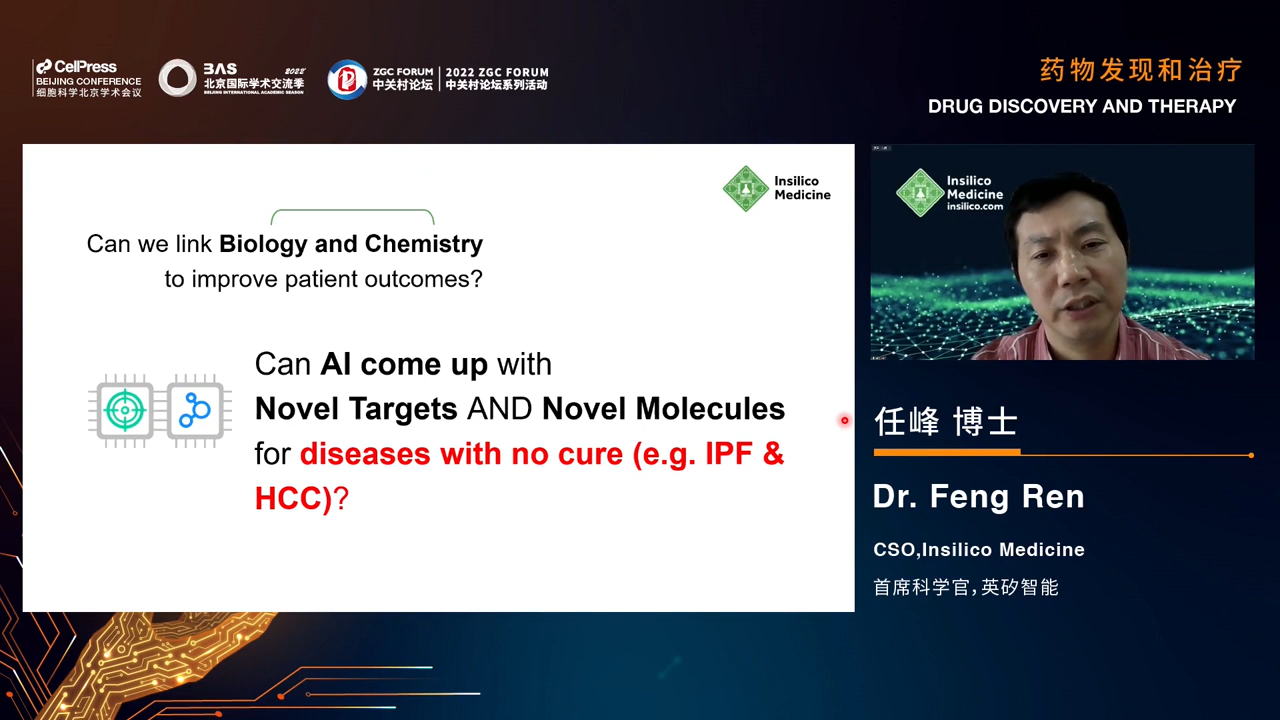 CellPress
BEIJING CONFERENCE
细胞科学北京学术会议
BAS 2022
北京国际学术交流季
BEIJING INTERNATIONAL ACADEMIC SEASON
ZGC FORUM
中关村论坛
2022 ZGC FORUM
中关村论坛系列活动
药物发现和治疗
DRUG DISCOVERY AND THERAPY
Insilico
Medicine
Can we link Biology and Chemistry
to improve patient outcomes?
Can AI come up with
Novel Targets AND Novel Molecules
for diseases with no cure (e.g. IPF &
HCC)?
Insilico
Medicine
insilico.com
任峰 博士
Dr. Feng Ren
CSO,Insilico Medicine
首席科学官，英矽智能